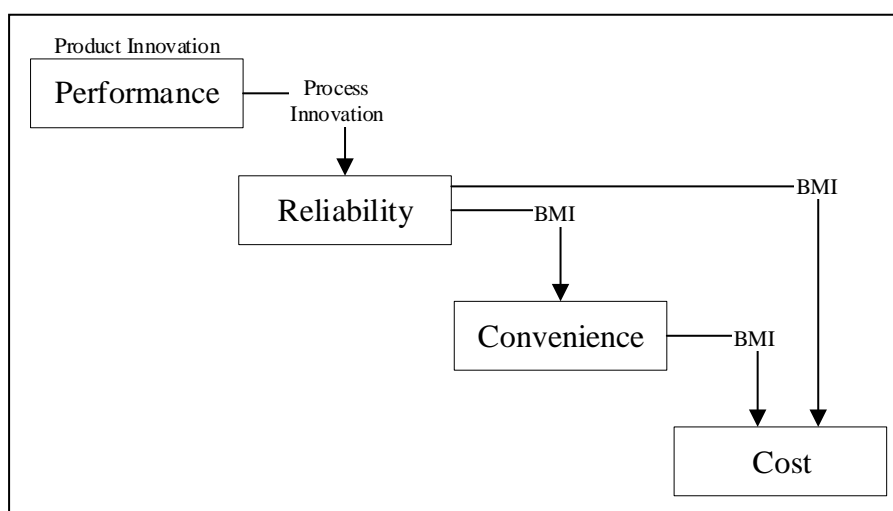 Product Innovation
Performance
Process
Innovation
Reliability
BMI
BMI
Convenience
BMI
Cost